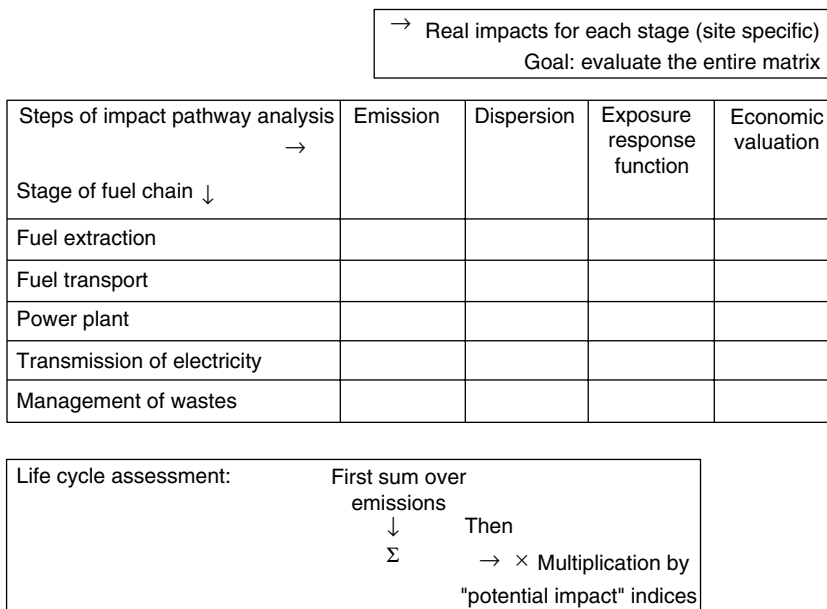 → Real impacts for each stage (site specific)
Goal: evaluate the entire matrix
Steps of impact pathway analysis
→
Stage of fuel chain ↓
Emission
Dispersion
Exposure
response
function
Economic
valuation
Fuel extraction
Fuel transport
Power plant
Transmission of electricity
Management of wastes
Life cycle assessment:
First sum over
emissions
↓
Σ
Then
→ × Multiplication by
"potential impact" indices